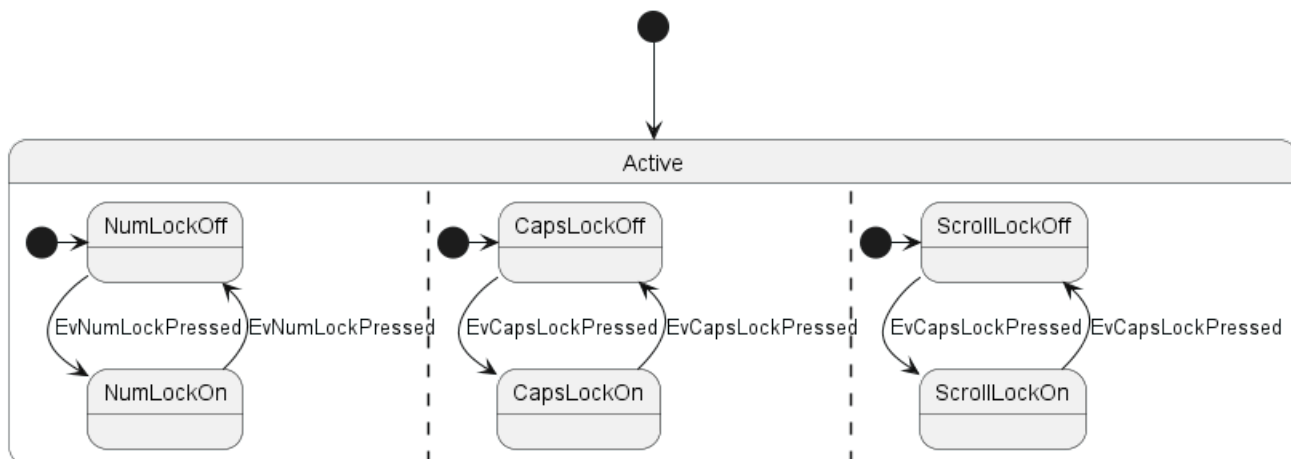 Active
NumLockOff
CapsLockOff
ScrollLockOff
EvNumLockPressed
EvNumLockPressed
EvCapsLockPressed
EvCapsLockPressed
EvCapsLockPressed
EvCapsLockPressed
NumLockOn
CapsLockOn
ScrollLockOn